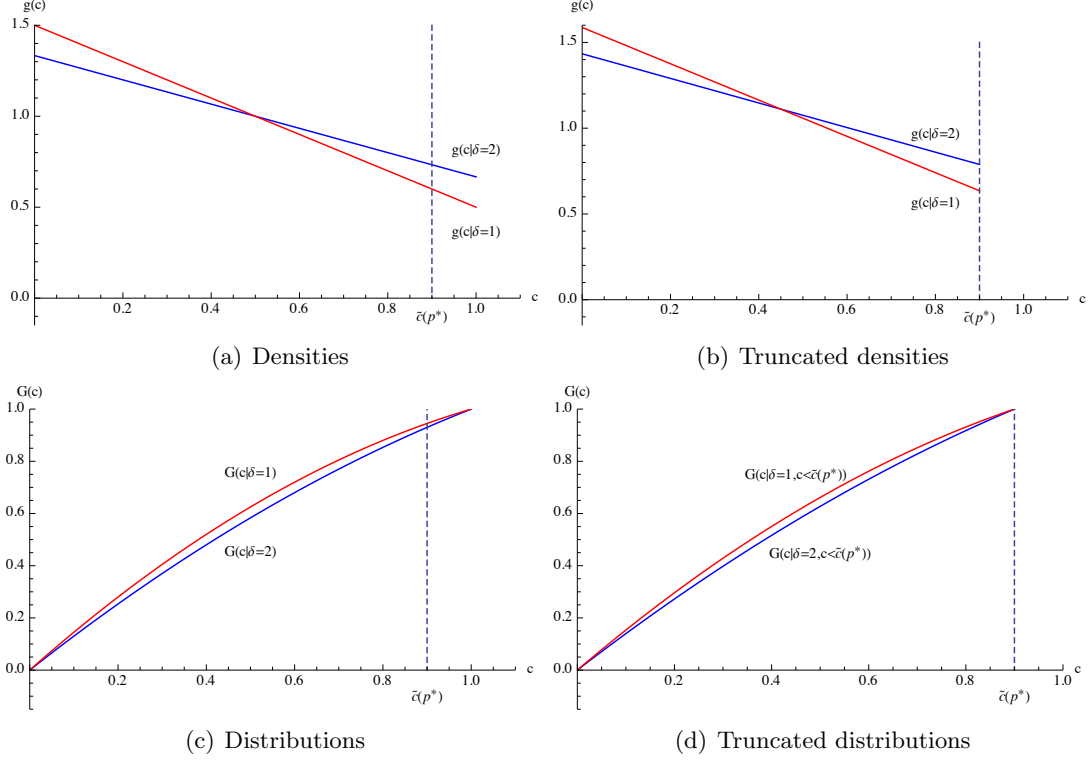 g(c)
1.5
1.0
0.5
0.0
g(c|δ=2)
g(c|δ=1)
0.2 0.4 0.6 0.8 1.0 c
c̃(p*)
(a) Densities
g(c)
1.5
1.0
0.5
0.0
g(c|δ=2)
g(c|δ=1)
0.2 0.4 0.6 0.8 1.0 c
c̃(p*)
(b) Truncated densities
G(c)
1.0
0.8
0.6
0.4
0.2
0.0
G(c|δ=1)
G(c|δ=2)
0.2 0.4 0.6 0.8 1.0 c
c̃(p*)
(c) Distributions
G(c)
1.0
0.8
0.6
0.4
0.2
0.0
G(c|δ=1,c<c̃(p*))
G(c|δ=2,c<c̃(p*))
0.2 0.4 0.6 0.8 1.0 c
c̃(p*)
(d) Truncated distributions